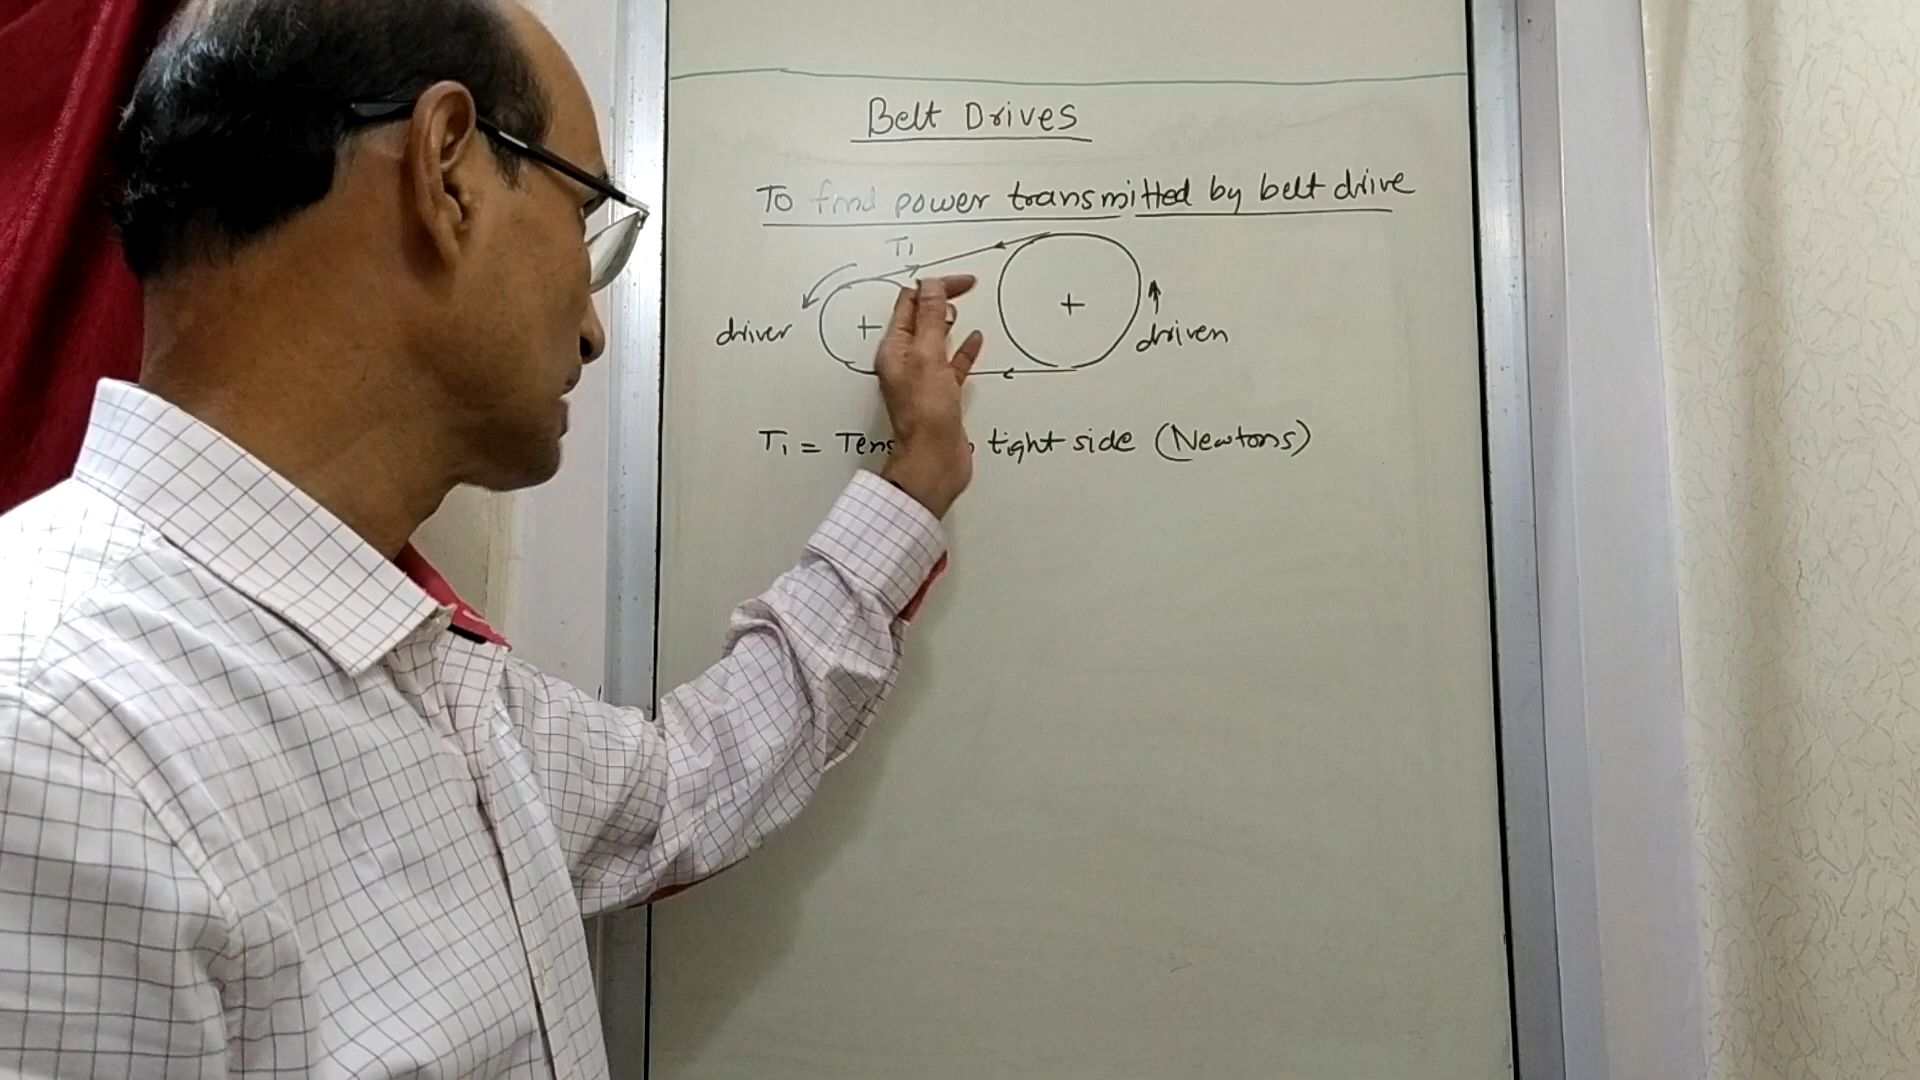 Belt Drives
To find power transmitted by belt drive
T1
driver
driven
T1 = Tens tight side (Newtons)